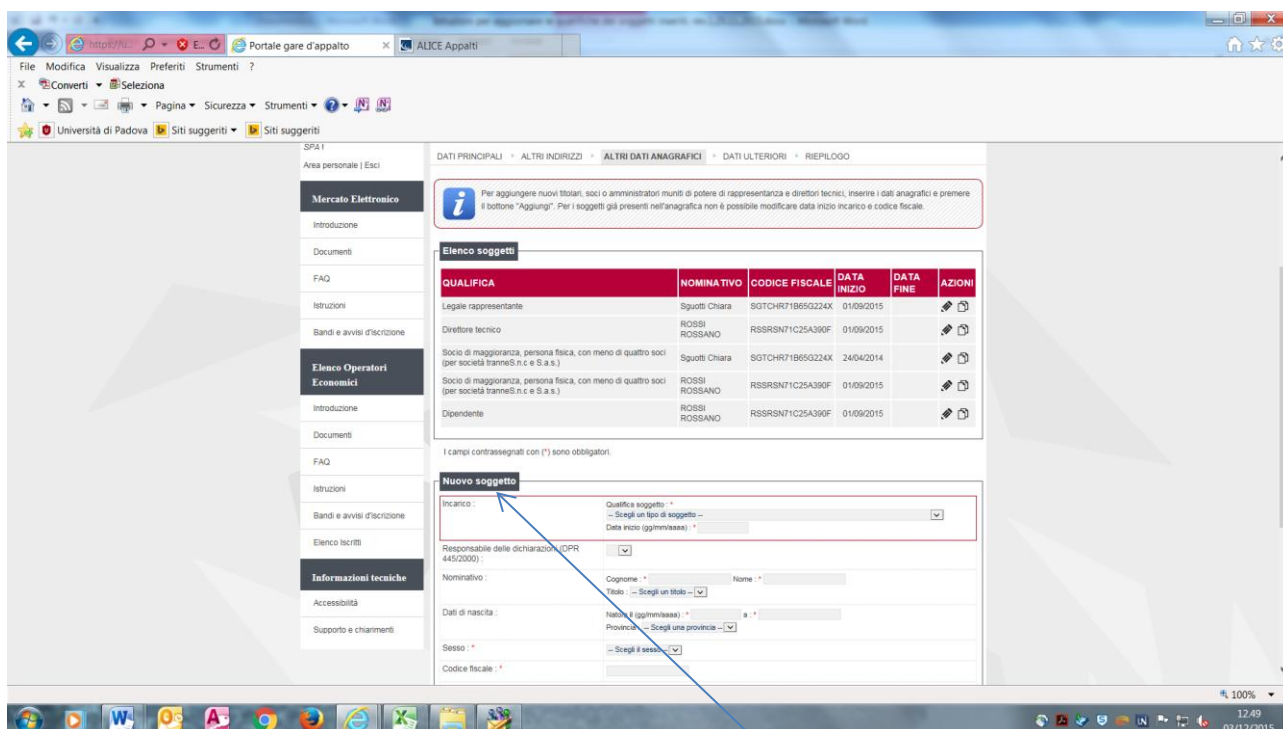 https://
E...
Portale gare d'appalto
ALICE Appalti
File Modifica Visualizza Preferiti Strumenti ?
x Converti Seleziona
Pagina Sicurezza Strumenti
Università di Padova Siti suggeriti Siti suggeriti
Area personale | Esci
Mercato Elettronico
Introduzione
Documenti
FAQ
Istruzioni
Bandi e avvisi d'iscrizione
Elenco Operatori
Economici
Introduzione
Documenti
FAQ
Istruzioni
Bandi e avvisi d'iscrizione
Elenco Iscritti
Informazioni tecniche
Accessibilità
Supporto e chiarimenti
DATI PRINCIPALI ALTRI INDIRIZZI ALTRI DATI ANAGRAFICI DATI ULTERIORI RIEPILOGO
Per aggiungere nuovi titolari, soci o amministratori muniti di potere di rappresentanza e direttori tecnici, inserire i dati anagrafici e premere
il bottone "Aggiungi". Per i soggetti già presenti nell'anagrafica non è possibile modificare data inizio incarico e codice fiscale.
Elenco soggetti
QUALIFICA NOMINATIVO CODICE FISCALE DATA INIZIO DATA FINE AZIONI
Legale rappresentante Sguotti Chiara SGTCHR71B65G224X 01/09/2015
Direttore tecnico ROSSI ROSSANO RSSRSN71C25A390F 01/09/2015
Socio di maggioranza, persona fisica, con meno di quattro soci
(per società tranneS.n.c e S.a.s.) Sguotti Chiara SGTCHR71B65G224X 24/04/2014
Socio di maggioranza, persona fisica, con meno di quattro soci
(per società tranneS.n.c e S.a.s.) ROSSI ROSSANO RSSRSN71C25A390F 01/09/2015
Dipendente ROSSI ROSSANO RSSRSN71C25A390F 01/09/2015
I campi contrassegnati con (*) sono obbligatori.
Nuovo soggetto
Incarico : Qualifica soggetto : *
-- Scegli un tipo di soggetto --
Data inizio (gg/mm/aaaa) : *
Responsabile delle dichiarazioni (DPR
445/2000) :
Nominativo : Cognome : * Nome : *
Titolo : -- Scegli un titolo --
Dati di nascita : Nato/a il (gg/mm/aaaa) : * a : *
Provincia : -- Scegli una provincia --
Sesso : * -- Scegli il sesso --
Codice fiscale : *
100%
12.49
03/12/2015